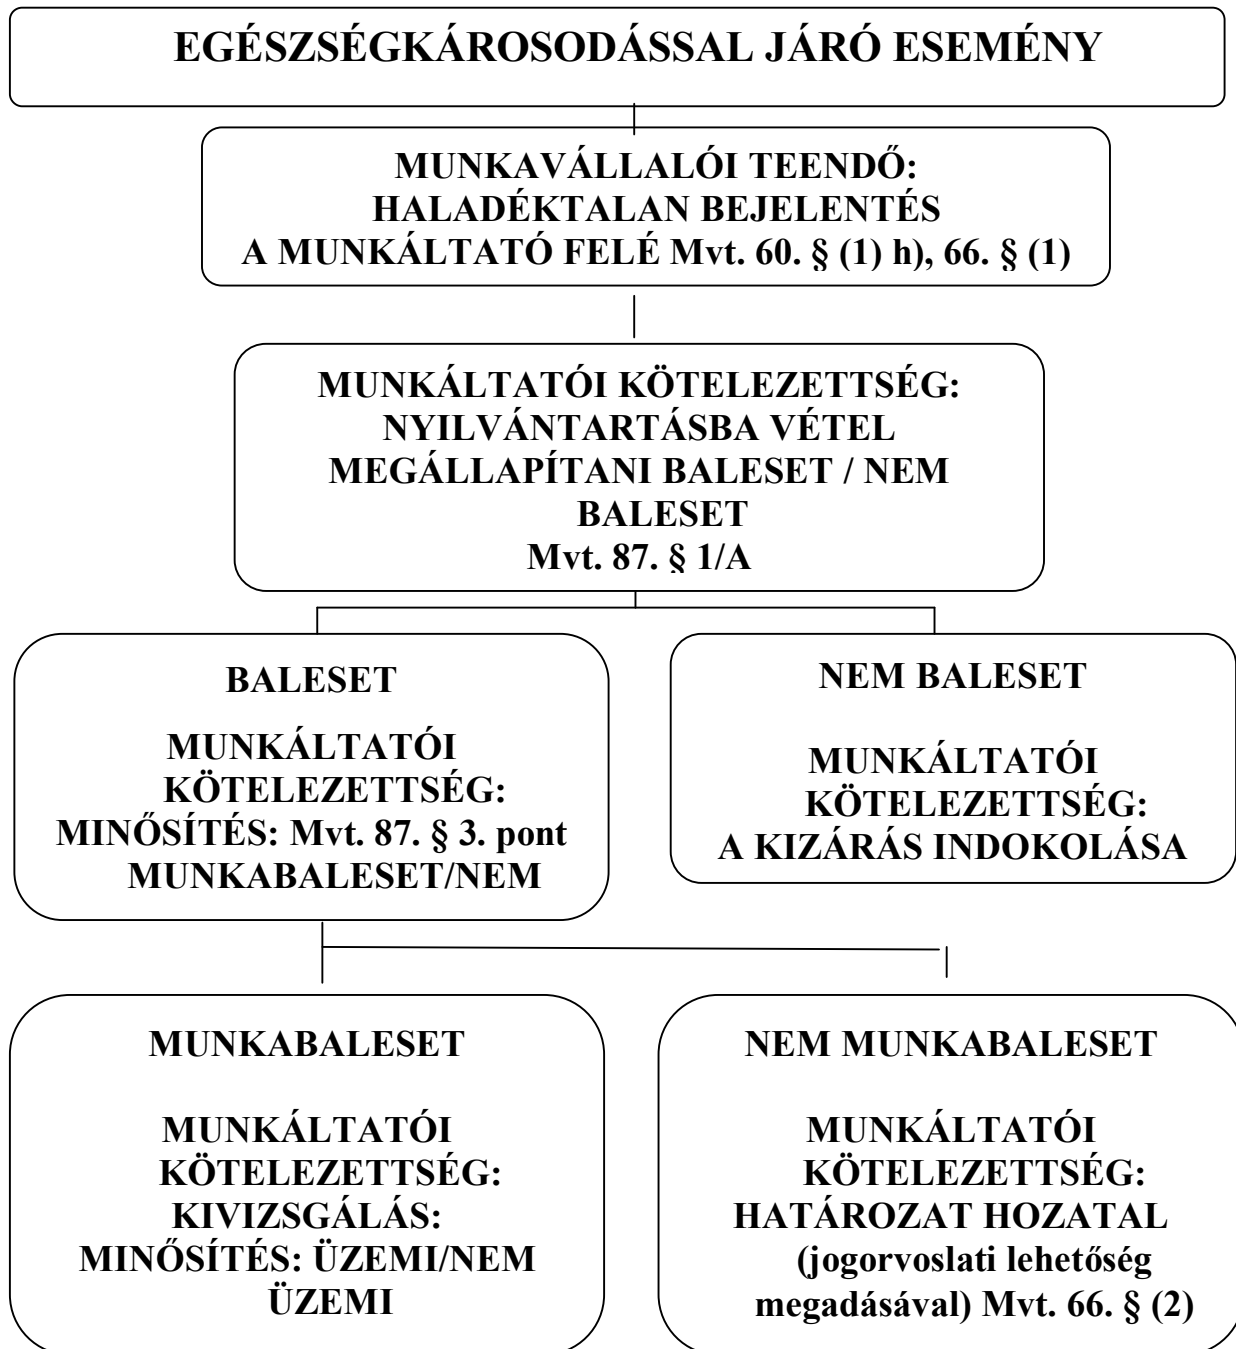 EGÉSZSÉGKÁROSODÁSSAL JÁRÓ ESEMÉNY
MUNKAVÁLLALÓI TEENDŐ:
HALADÉKTALAN BEJELENTÉS
A MUNKÁLTATÓ FELÉ Mvt. 60. § (1) h), 66. § (1)
MUNKÁLTATÓI KÖTELEZETTSÉG:
NYILVÁNTARTÁSBA VÉTEL
MEGÁLLAPÍTANI BALESET / NEM
BALESET
Mvt. 87. § 1/A
BALESET
MUNKÁLTATÓI
KÖTELEZETTSÉG:
MINŐSÍTÉS: Mvt. 87. § 3. pont
MUNKABALESET/NEM
NEM BALESET
MUNKÁLTATÓI
KÖTELEZETTSÉG:
A KIZÁRÁS INDOKOLÁSA
MUNKABALESET
MUNKÁLTATÓI
KÖTELEZETTSÉG:
KIVIZSGÁLÁS:
MINŐSÍTÉS: ÜZEMI/NEM
ÜZEMI
NEM MUNKABALESET
MUNKÁLTATÓI
KÖTELEZETTSÉG:
HATÁROZAT HOZATAL
(jogorvoslati lehetőség
megadásával) Mvt. 66. § (2)